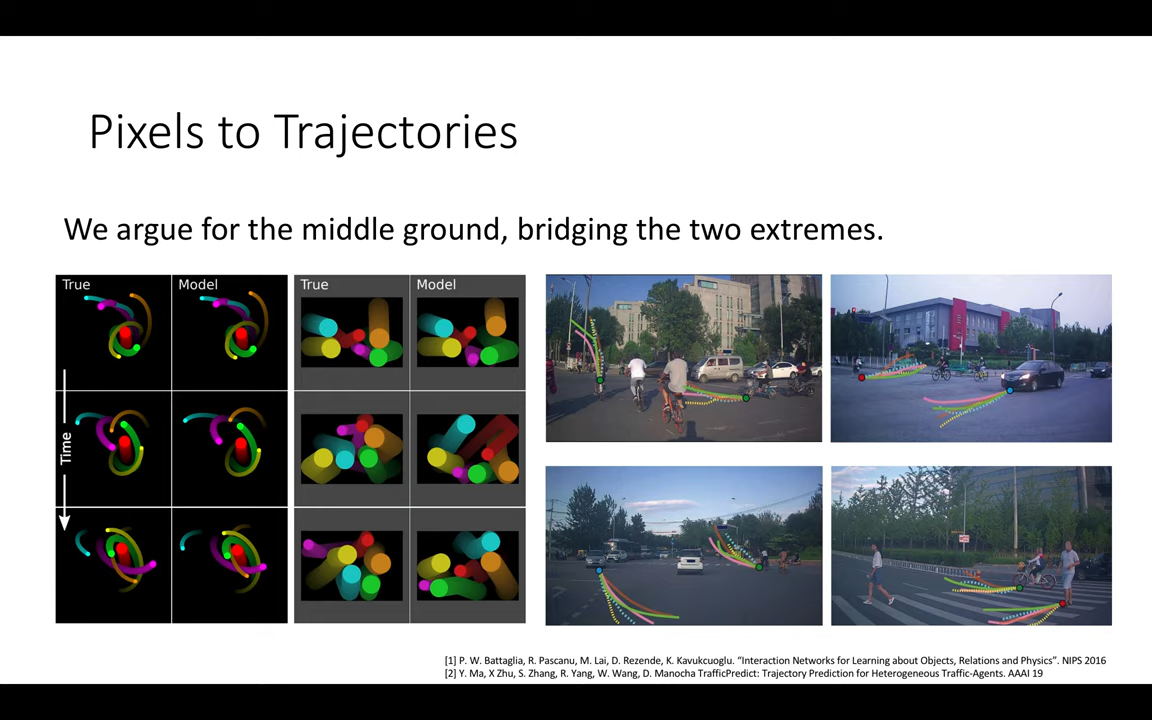 Pixels to Trajectories
We argue for the middle ground, bridging the two extremes.
True
Model
True
Model
Time
[1] P. W. Battaglia, R. Pascanu, M. Lai, D. Rezende, K. Kavukcuoglu. “Interaction Networks for Learning about Objects, Relations and Physics”. NIPS 2016
[2] Y. Ma, X Zhu, S. Zhang, R. Yang, W. Wang, D. Manocha TrafficPredict: Trajectory Prediction for Heterogeneous Traffic-Agents. AAAI 19